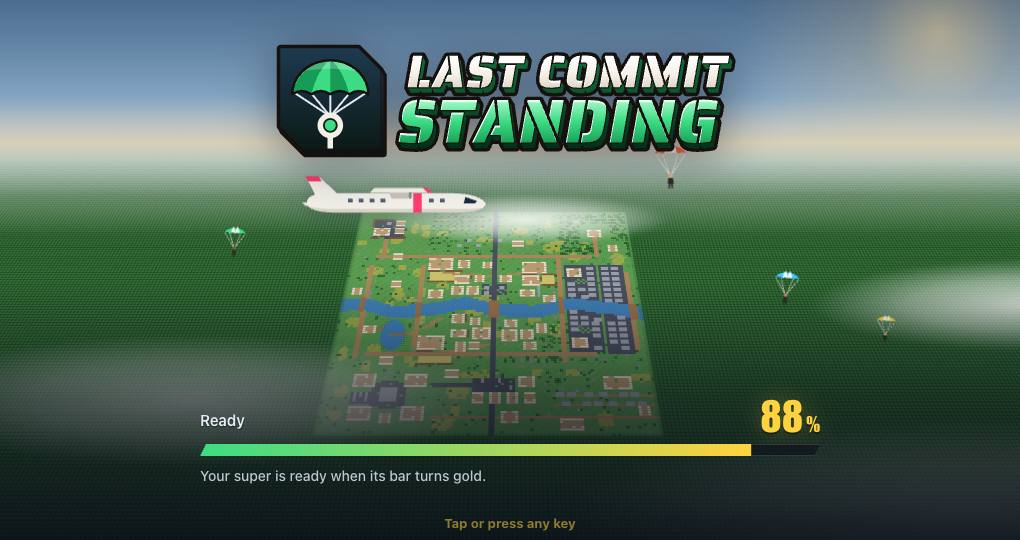 LAST COMMIT
STANDING
Ready
88%
Your super is ready when its bar turns gold.
Tap or press any key